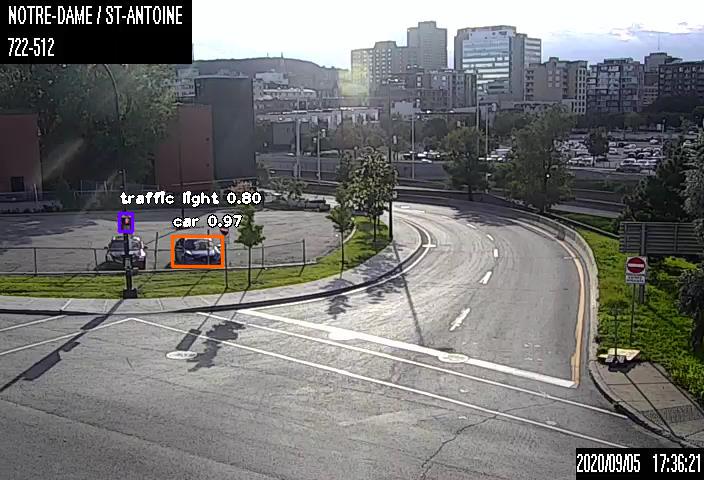 NOTRE-DAME / ST-ANTOINE
722-512
traffic light 0.80
car 0.97
2020/09/05 17:36:21